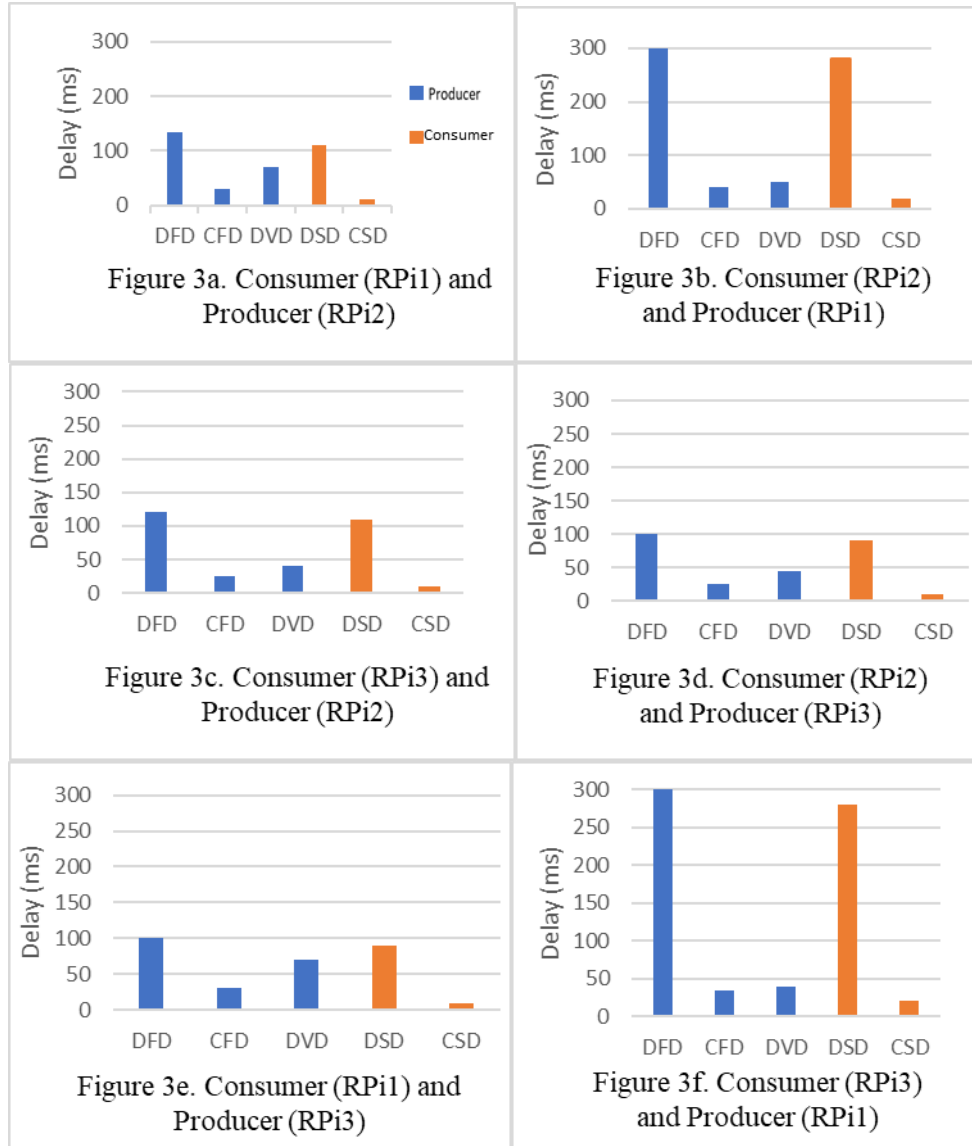 300
200
100
0
Delay (ms)
Producer
Consumer
DFD CFD DVD DSD CSD
Figure 3a. Consumer (RPi1) and
Producer (RPi2)
300
200
100
0
Delay (ms)
DFD CFD DVD DSD CSD
Figure 3b. Consumer (RPi2)
and Producer (RPi1)
300
250
200
150
100
50
0
Delay (ms)
DFD CFD DVD DSD CSD
Figure 3c. Consumer (RPi3) and
Producer (RPi2)
300
250
200
150
100
50
0
Delay (ms)
DFD CFD DVD DSD CSD
Figure 3d. Consumer (RPi2)
and Producer (RPi3)
300
250
200
150
100
50
0
Delay (ms)
DFD CFD DVD DSD CSD
Figure 3e. Consumer (RPi1) and
Producer (RPi3)
300
250
200
150
100
50
0
Delay (ms)
DFD CFD DVD DSD CSD
Figure 3f. Consumer (RPi3)
and Producer (RPi1)